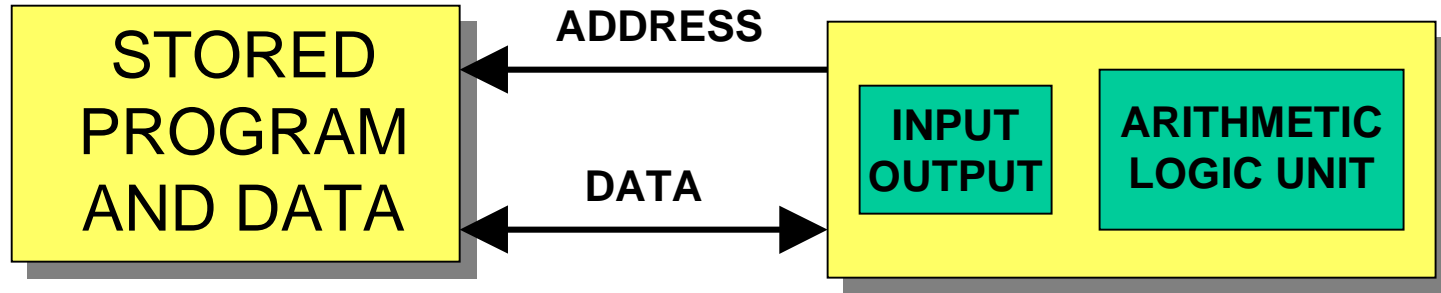 STORED
PROGRAM
AND DATA
ADDRESS
DATA
INPUT
OUTPUT
ARITHMETIC
LOGIC UNIT